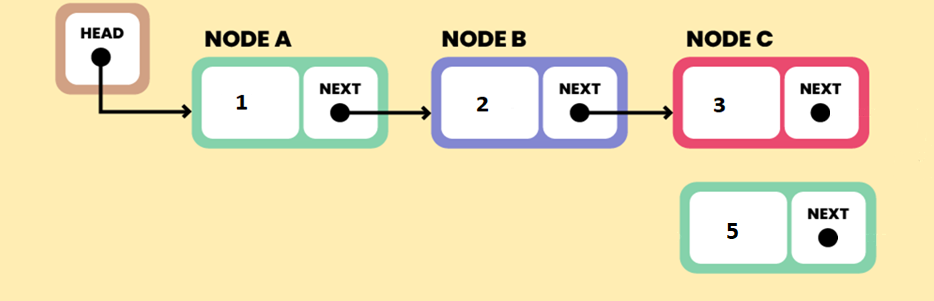 HEAD
NODE A
NODE B
NODE C
1
NEXT
2
NEXT
3
NEXT
5
NEXT